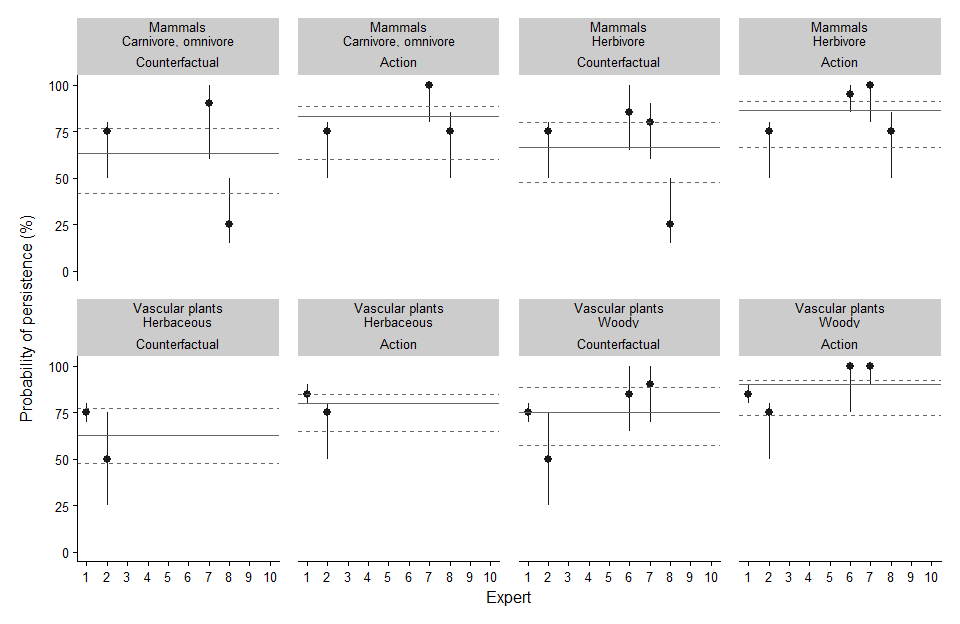 Mammals Mammals Mammals Mammals
Carnivore, omnivore Carnivore, omnivore Herbivore Herbivore
Counterfactual Action Counterfactual Action
100
75
50
25
0
Probability of persistence (%)
Vascular plants Vascular plants Vascular plants Vascular plants
Herbaceous Herbaceous Woody Woody
Counterfactual Action Counterfactual Action
100
75
50
25
0
1 2 3 4 5 6 7 8 9 10 1 2 3 4 5 6 7 8 9 10 1 2 3 4 5 6 7 8 9 10 1 2 3 4 5 6 7 8 9 10
Expert